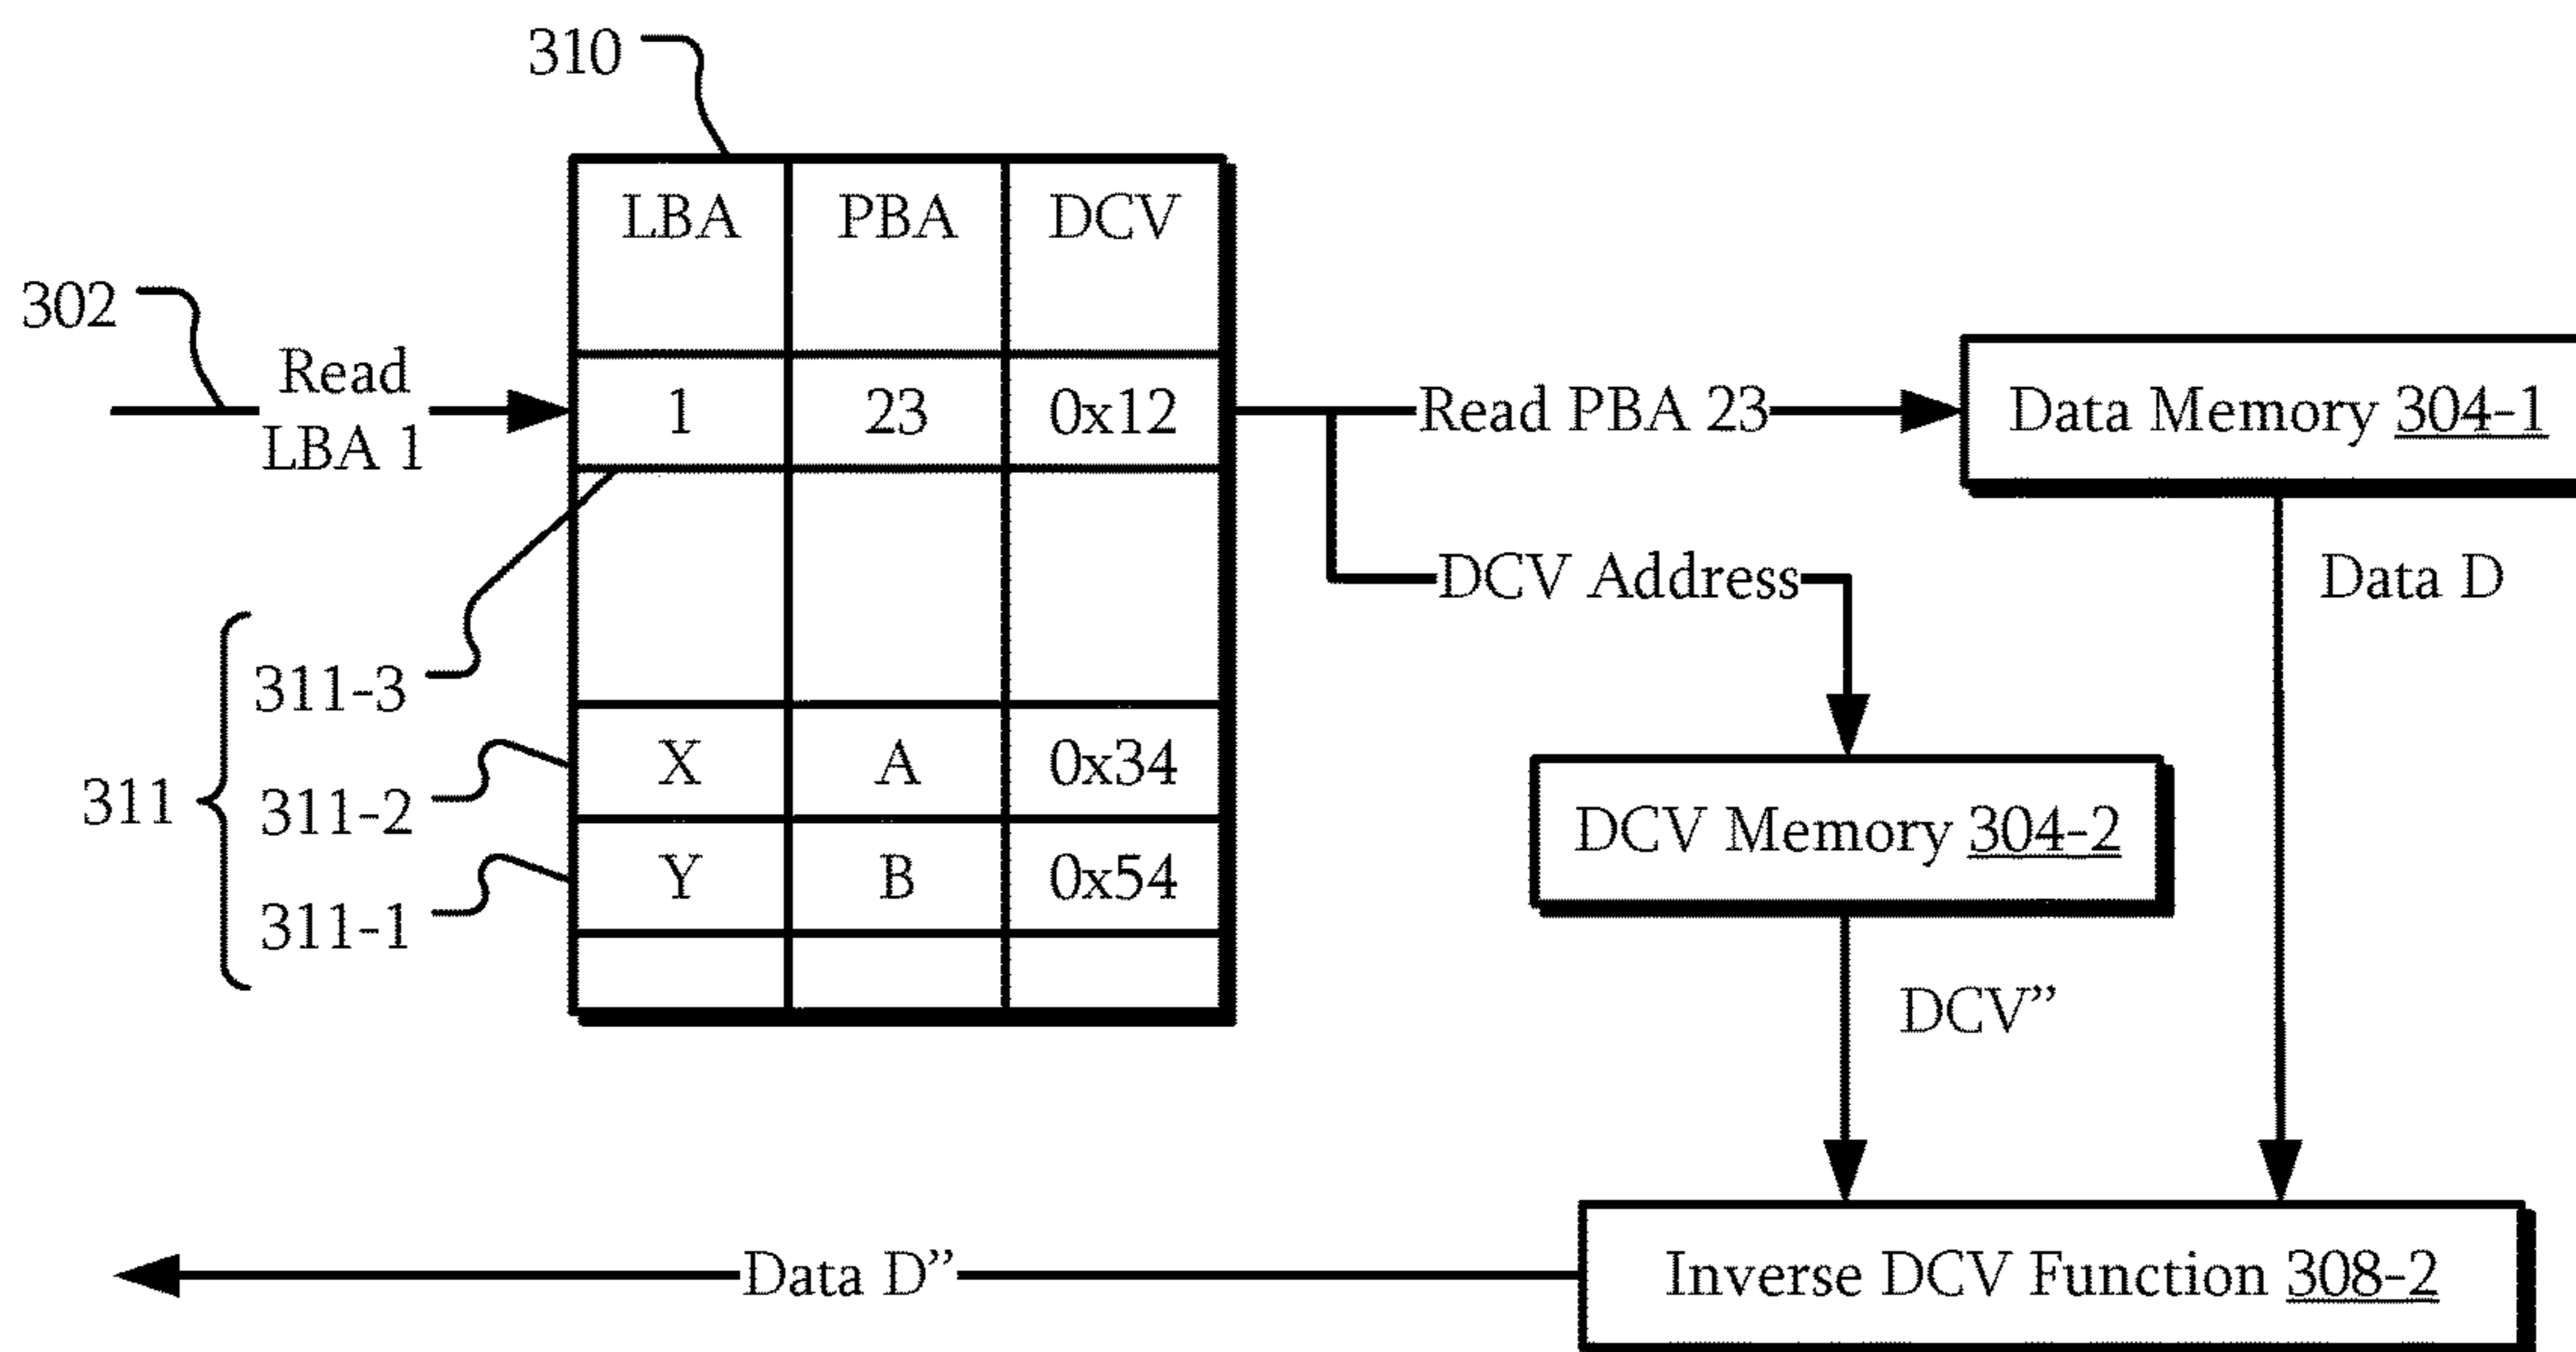 310
LBA PBA DCV
302
Read
LBA 1
1 23 0x12
Read PBA 23
Data Memory 304-1
DCV Address
Data D
311
311-3
311-2
311-1
X A 0x34
Y B 0x54
DCV Memory 304-2
DCV”
Data D”
Inverse DCV Function 308-2